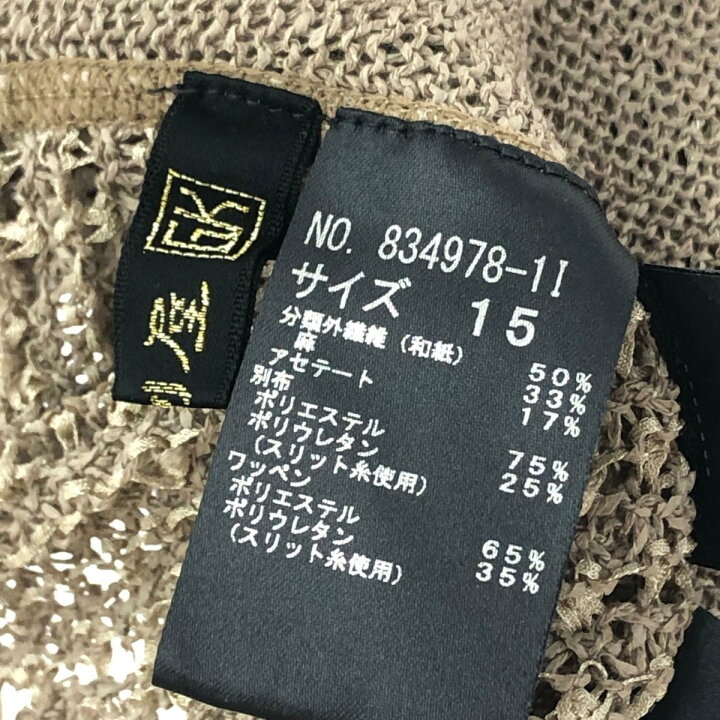 GK
屋
NO. 834978-1I
サイズ 15
分類外繊維（和紙） 50%
麻 33%
アセテート 17%
別布
ポリエステル 75%
ポリウレタン 25%
（スリット糸使用）
ワッペン
ポリエステル 65%
ポリウレタン 35%
（スリット糸使用）